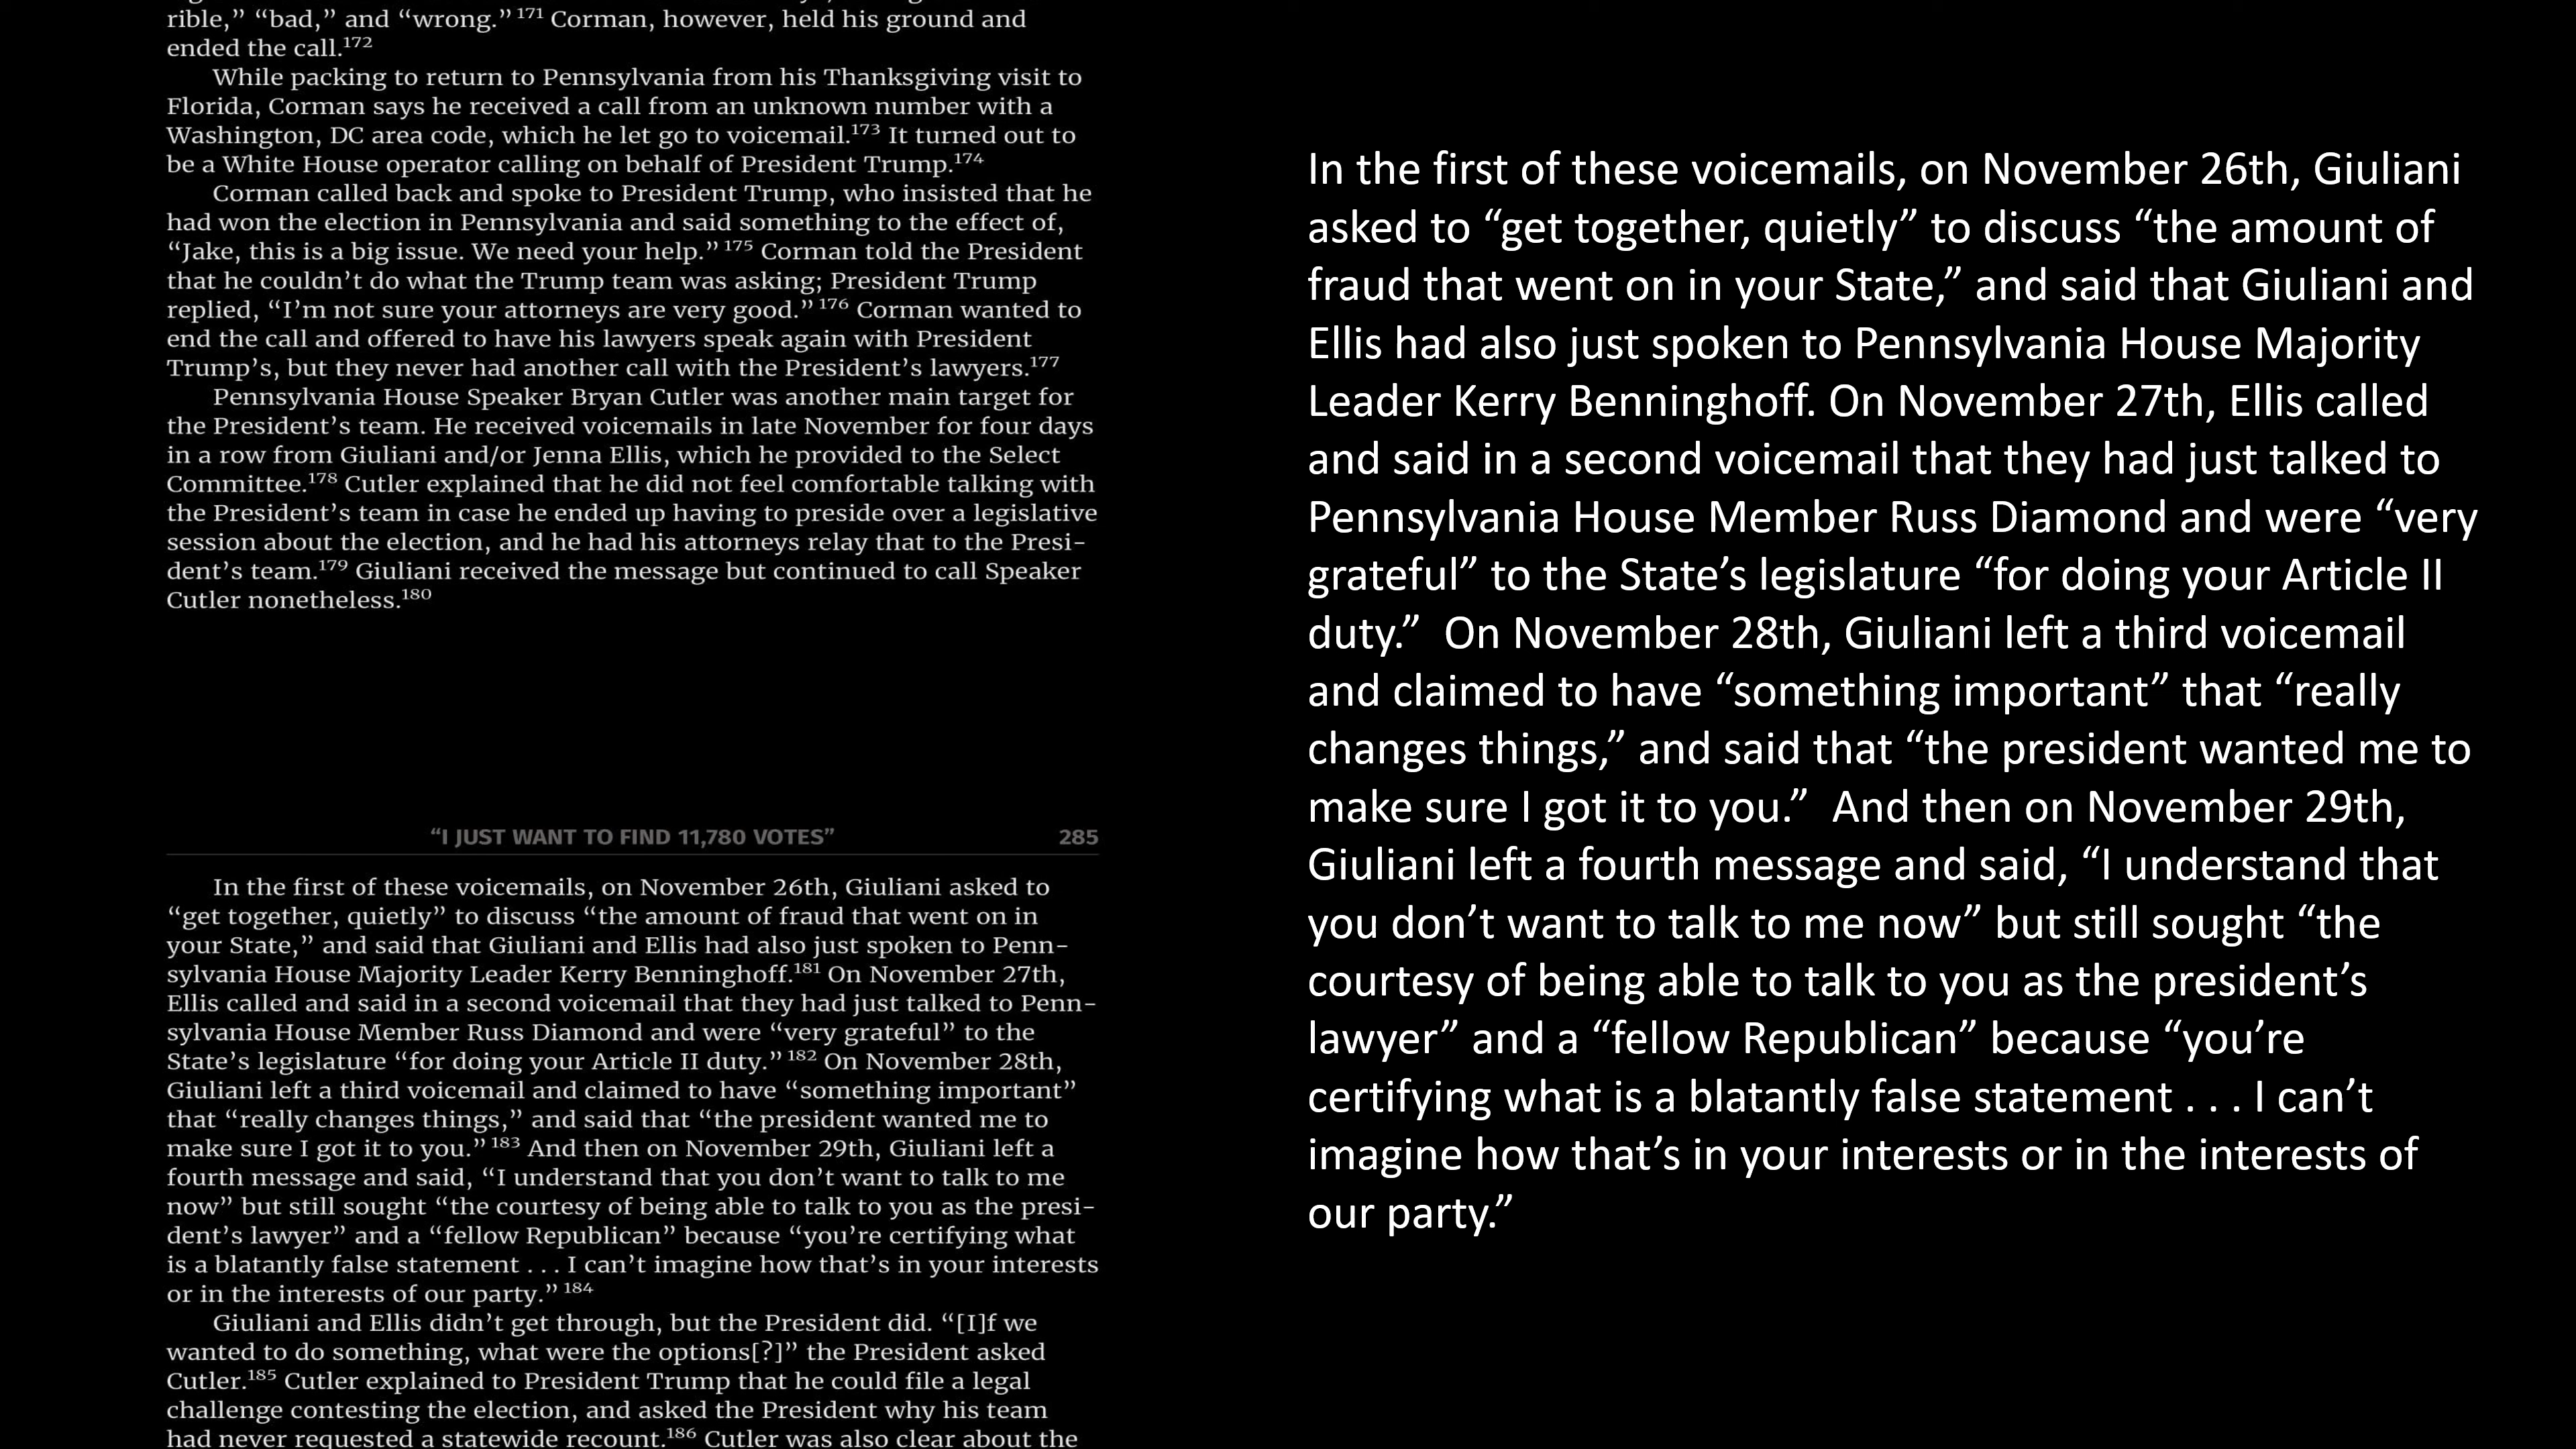 rible,” “bad,” and “wrong.” 171 Corman, however, held his ground and
ended the call.172
While packing to return to Pennsylvania from his Thanksgiving visit to
Florida, Corman says he received a call from an unknown number with a
Washington, DC area code, which he let go to voicemail.173 It turned out to
be a White House operator calling on behalf of President Trump.174
Corman called back and spoke to President Trump, who insisted that he
had won the election in Pennsylvania and said something to the effect of,
“Jake, this is a big issue. We need your help.” 175 Corman told the President
that he couldn’t do what the Trump team was asking; President Trump
replied, “I’m not sure your attorneys are very good.” 176 Corman wanted to
end the call and offered to have his lawyers speak again with President
Trump’s, but they never had another call with the President’s lawyers.177
Pennsylvania House Speaker Bryan Cutler was another main target for
the President’s team. He received voicemails in late November for four days
in a row from Giuliani and/or Jenna Ellis, which he provided to the Select
Committee.178 Cutler explained that he did not feel comfortable talking with
the President’s team in case he ended up having to preside over a legislative
session about the election, and he had his attorneys relay that to the Presi-
dent’s team.179 Giuliani received the message but continued to call Speaker
Cutler nonetheless.180
“I JUST WANT TO FIND 11,780 VOTES” 285
In the first of these voicemails, on November 26th, Giuliani asked to
“get together, quietly” to discuss “the amount of fraud that went on in
your State,” and said that Giuliani and Ellis had also just spoken to Penn-
sylvania House Majority Leader Kerry Benninghoff.181 On November 27th,
Ellis called and said in a second voicemail that they had just talked to Penn-
sylvania House Member Russ Diamond and were “very grateful” to the
State’s legislature “for doing your Article II duty.” 182 On November 28th,
Giuliani left a third voicemail and claimed to have “something important”
that “really changes things,” and said that “the president wanted me to
make sure I got it to you.” 183 And then on November 29th, Giuliani left a
fourth message and said, “I understand that you don’t want to talk to me
now” but still sought “the courtesy of being able to talk to you as the presi-
dent’s lawyer” and a “fellow Republican” because “you’re certifying what
is a blatantly false statement . . . I can’t imagine how that’s in your interests
or in the interests of our party.” 184
Giuliani and Ellis didn’t get through, but the President did. “[I]f we
wanted to do something, what were the options[?]” the President asked
Cutler.185 Cutler explained to President Trump that he could file a legal
challenge contesting the election, and asked the President why his team
had never requested a statewide recount.186 Cutler was also clear about the
In the first of these voicemails, on November 26th, Giuliani
asked to “get together, quietly” to discuss “the amount of
fraud that went on in your State,” and said that Giuliani and
Ellis had also just spoken to Pennsylvania House Majority
Leader Kerry Benninghoff. On November 27th, Ellis called
and said in a second voicemail that they had just talked to
Pennsylvania House Member Russ Diamond and were “very
grateful” to the State’s legislature “for doing your Article II
duty.”  On November 28th, Giuliani left a third voicemail
and claimed to have “something important” that “really
changes things,” and said that “the president wanted me to
make sure I got it to you.”  And then on November 29th,
Giuliani left a fourth message and said, “I understand that
you don’t want to talk to me now” but still sought “the
courtesy of being able to talk to you as the president’s
lawyer” and a “fellow Republican” because “you’re
certifying what is a blatantly false statement . . . I can’t
imagine how that’s in your interests or in the interests of
our party.”